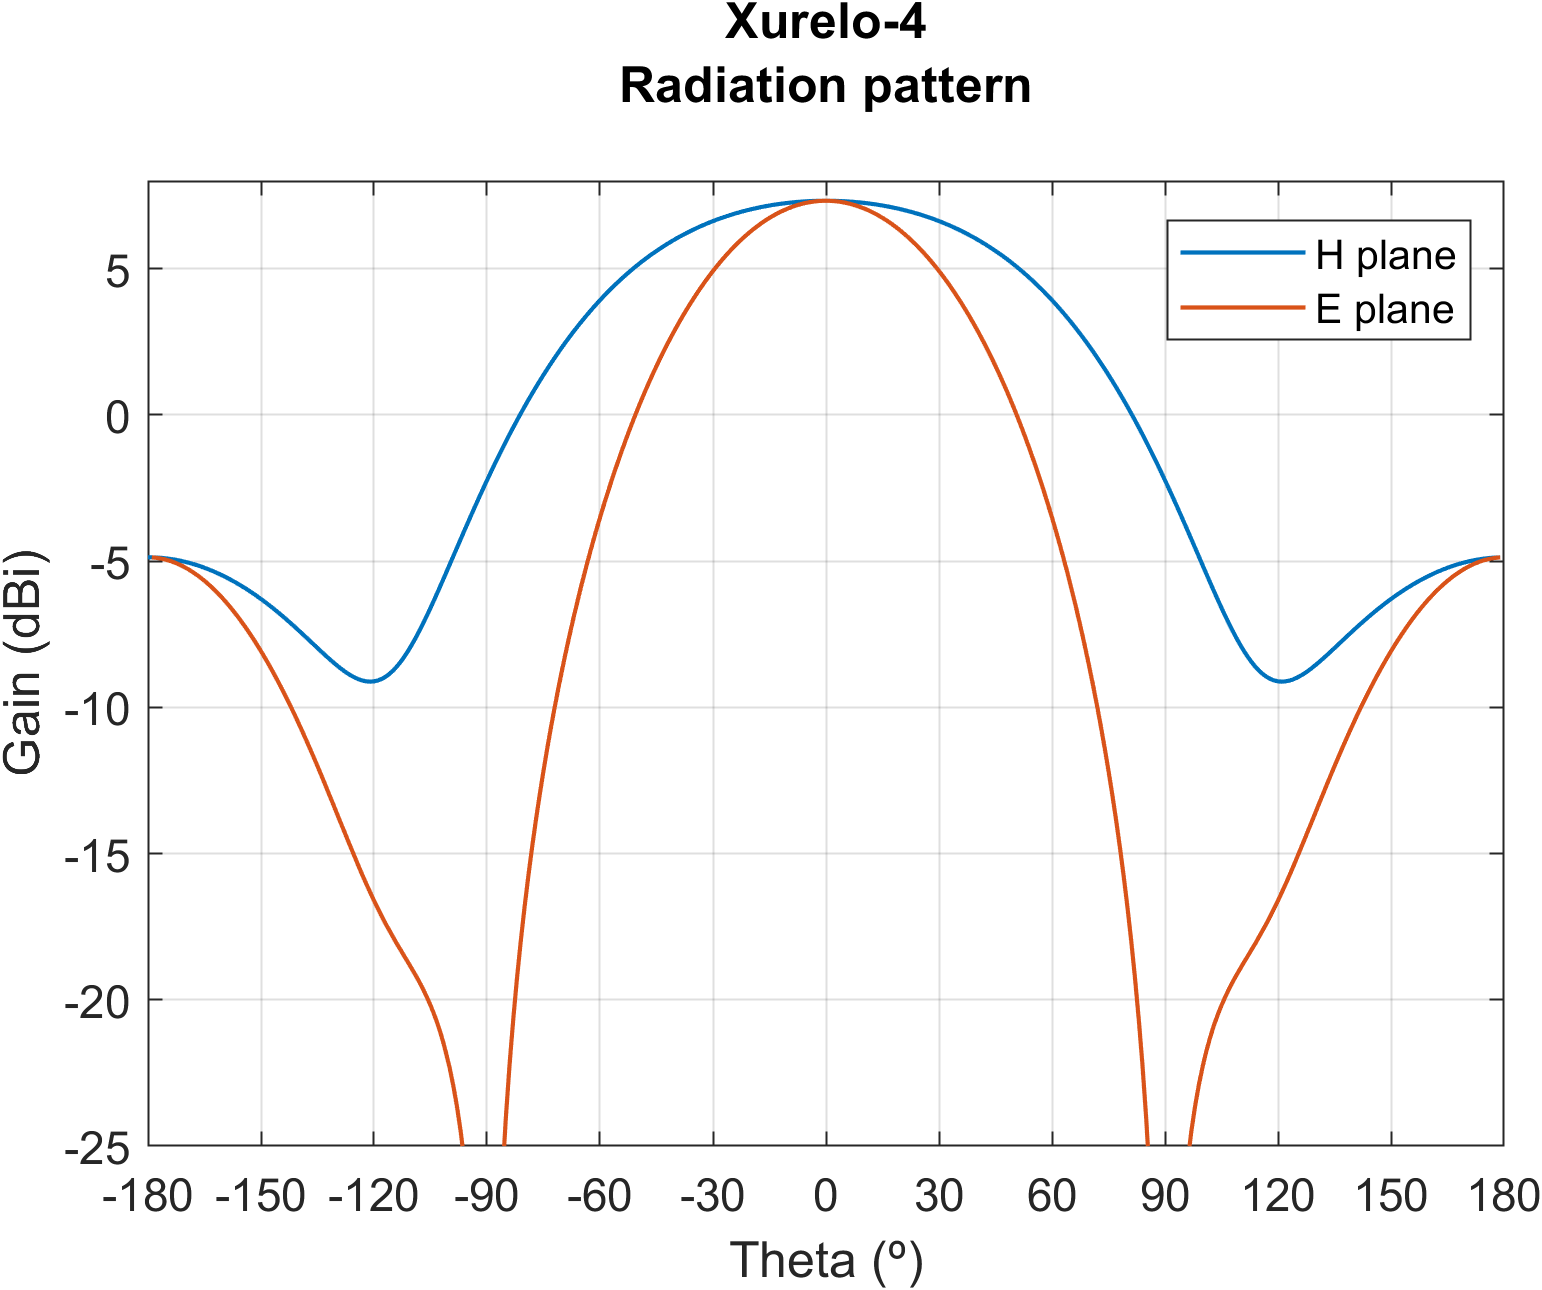 Xurelo-4
Radiation pattern
H plane
E plane
5
0
-5
-10
-15
-20
-25
Gain (dBi)
-180 -150 -120 -90 -60 -30 0 30 60 90 120 150 180
Theta (º)